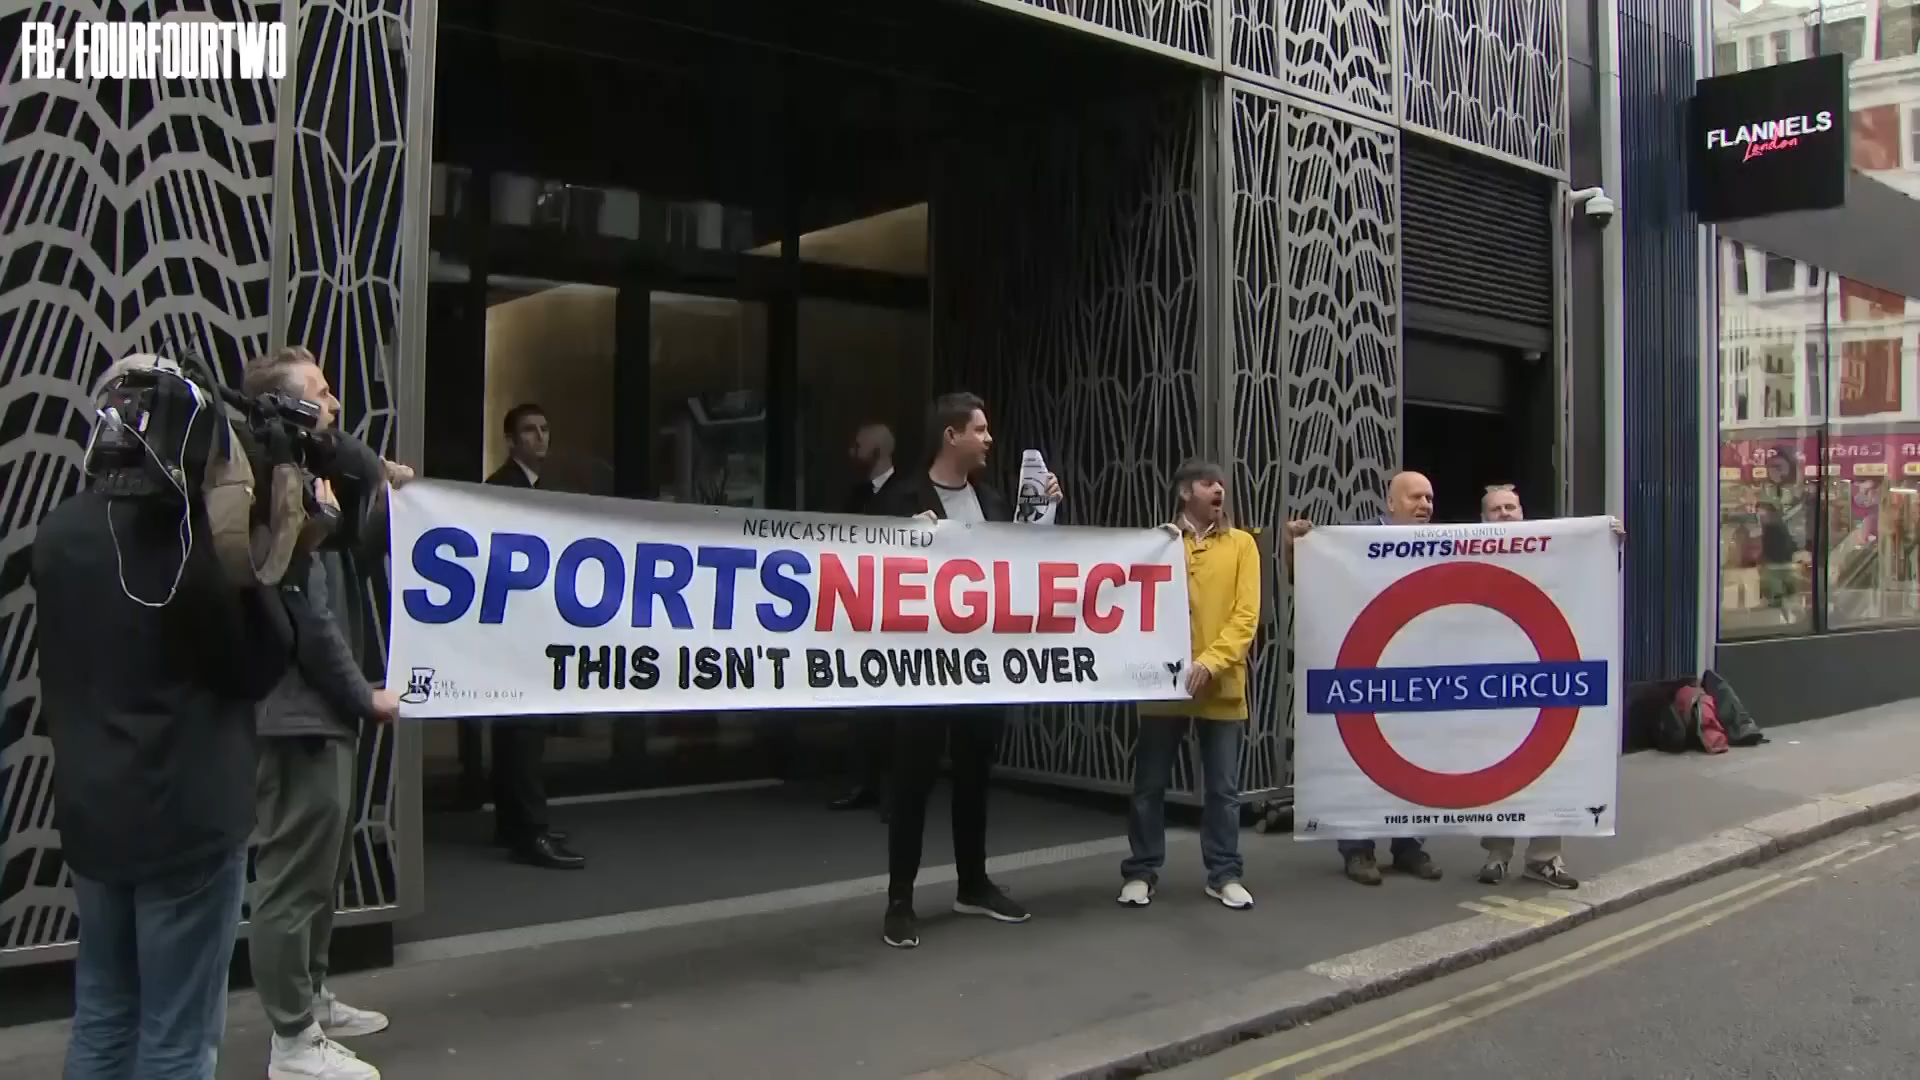 FB: FOURFOURTWO
FLANNELS
London
NEWCASTLE UNITED
SPORTSNEGLECT
THIS ISN'T BLOWING OVER
THE
MAGPIE GROUP
NEWCASTLE UNITED
SPORTSNEGLECT
ASHLEY'S CIRCUS
THIS ISN'T BLOWING OVER